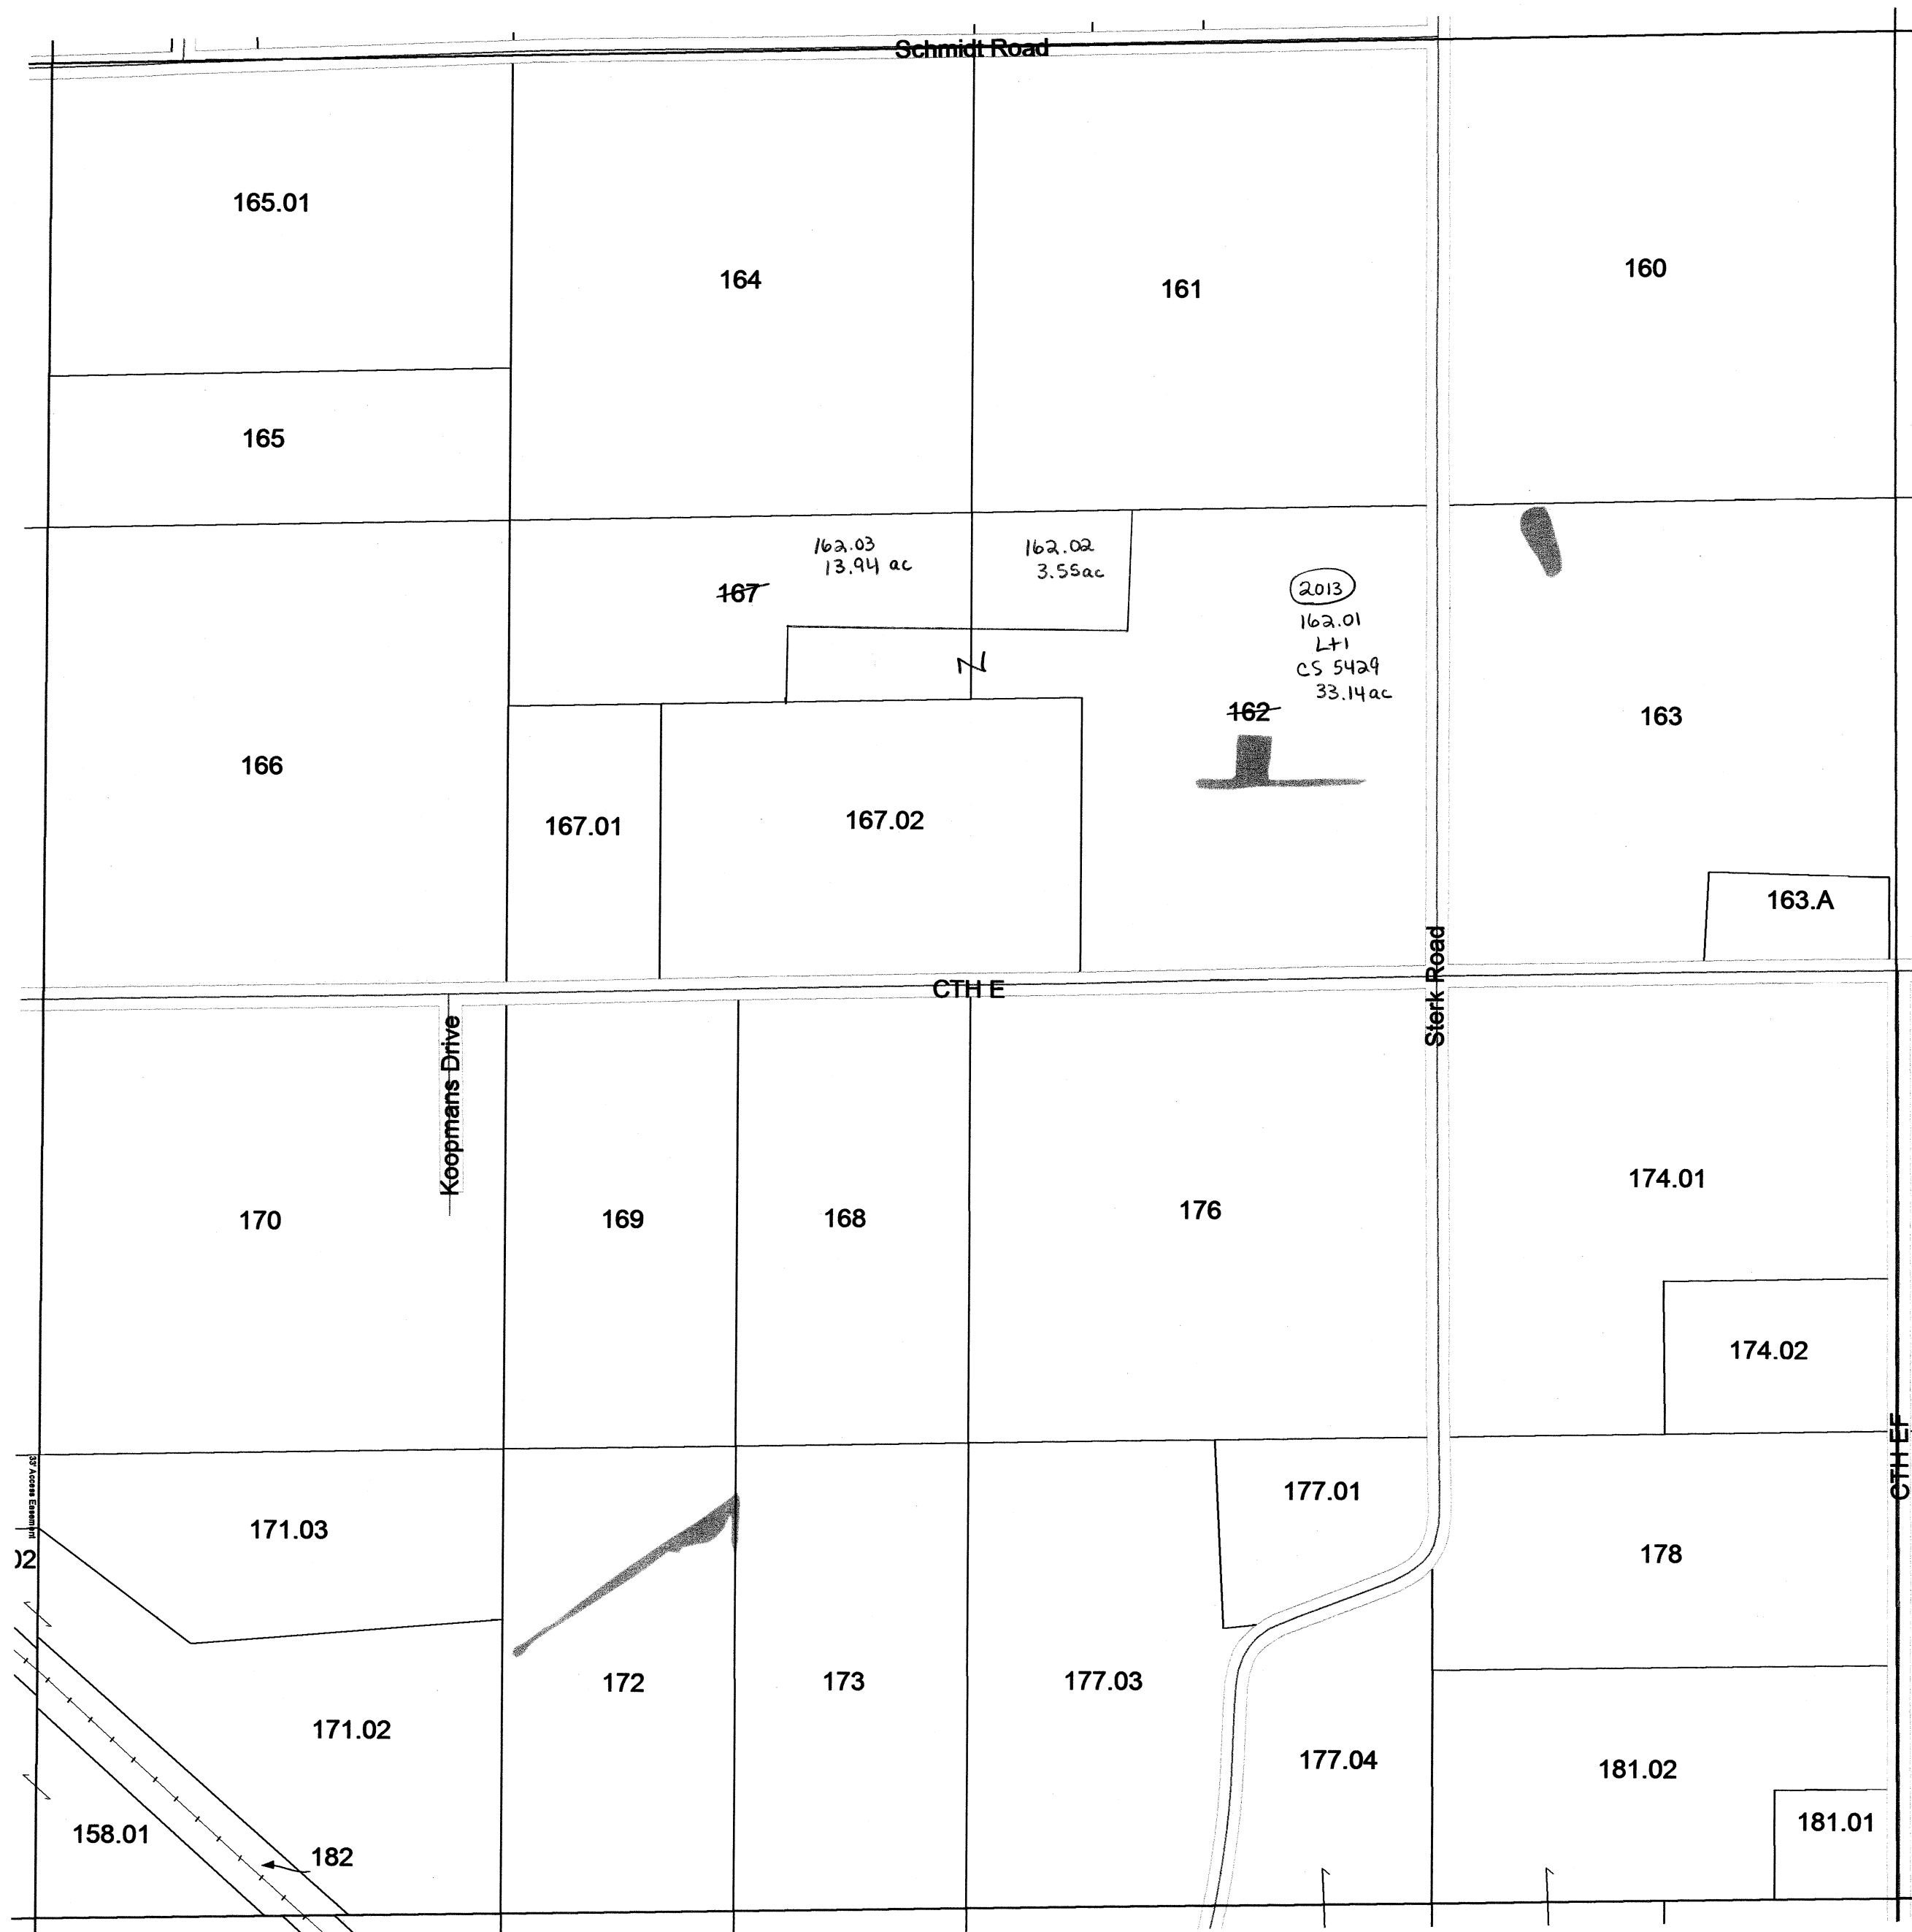 Schmidt Road
165.01
164
161
160
165
162.03
13.94 ac
162.02
3.55ac
167
2013
162.01
Lt1
CS 5429
33.14ac
162
163
166
167.01
167.02
163.A
CTH E
Sterk Road
Koopmans Drive
170
169
168
176
174.01
174.02
CTH EF
33' Access Easement
171.03
177.01
178
02
172
173
177.03
171.02
177.04
181.02
158.01
182
181.01